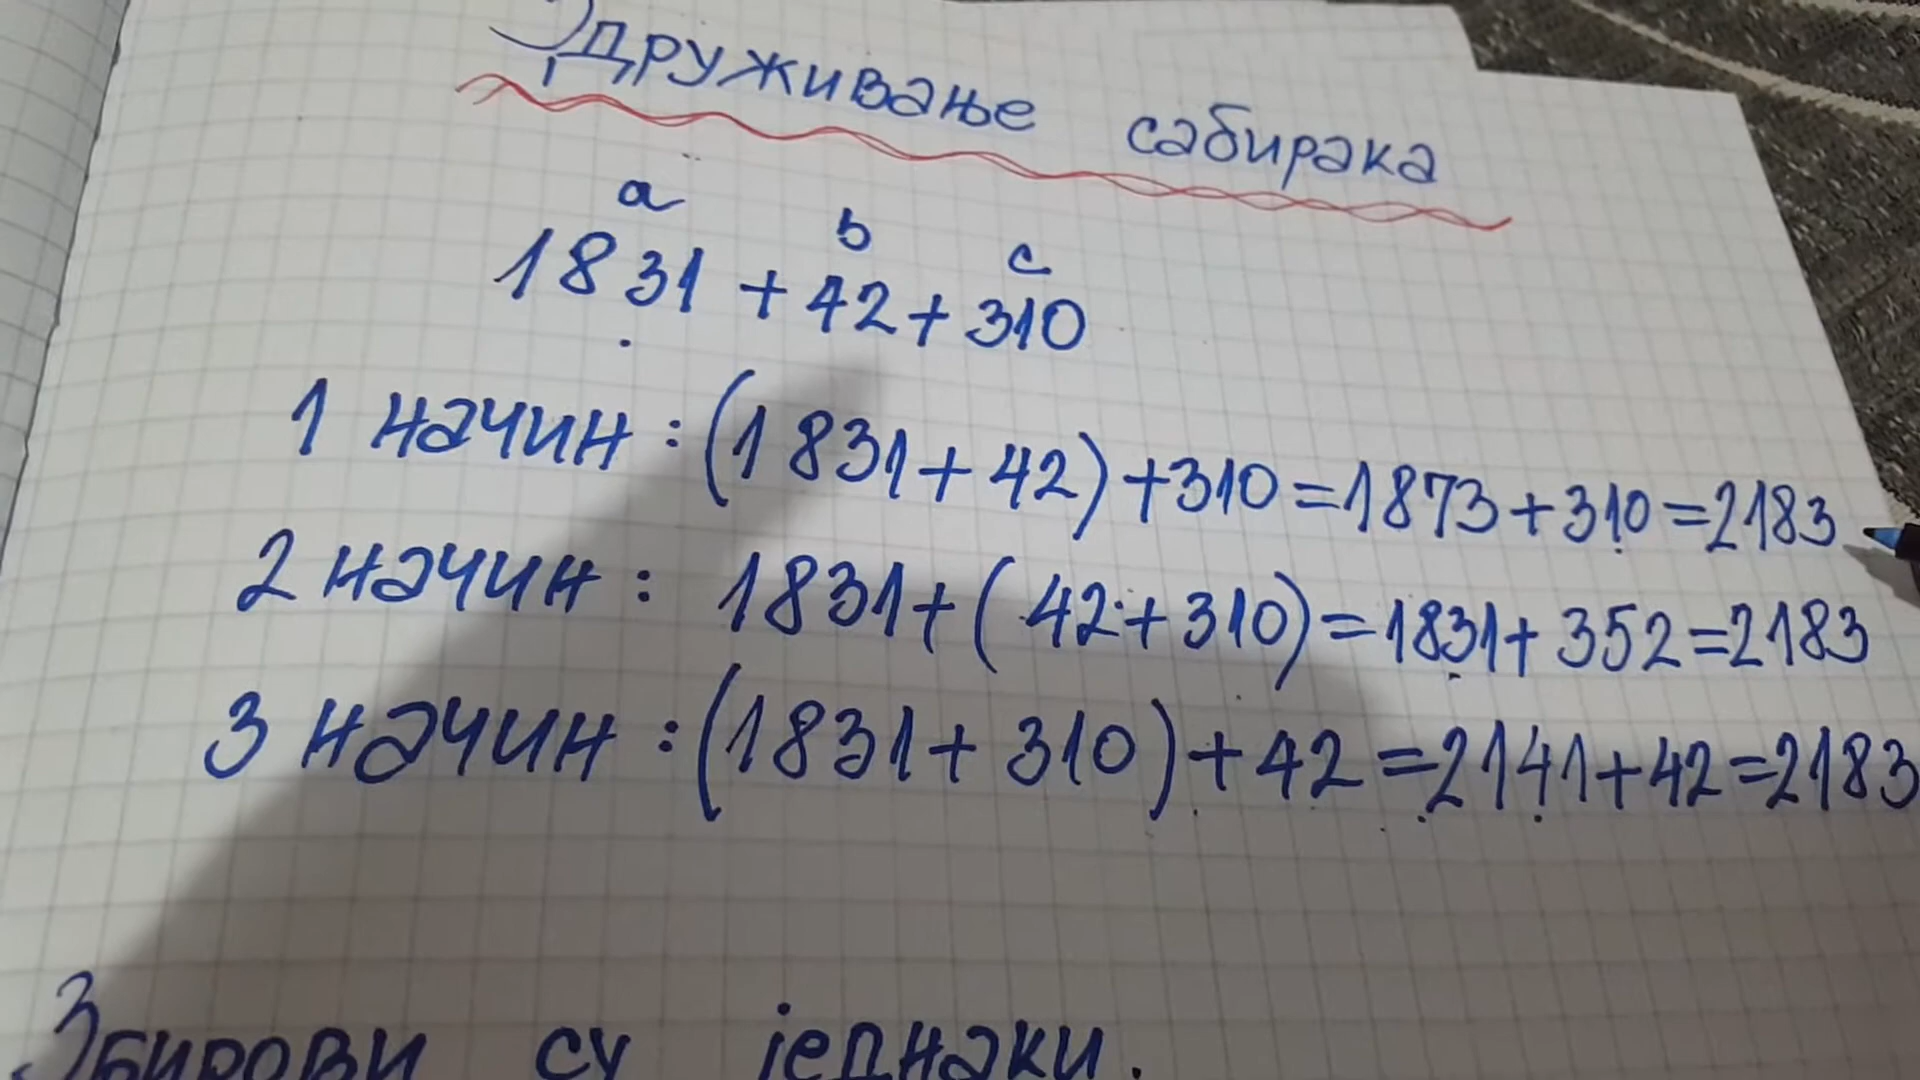 Здруживање сабирака
a b c
1831 + 42 + 310
1 начин : (1831 + 42) + 310 = 1873 + 310 = 2183
2 начин : 1831 + (42 + 310) = 1831 + 352 = 2183
3 начин : (1831 + 310) + 42 = 2141 + 42 = 2183
Збирови су једнаки.